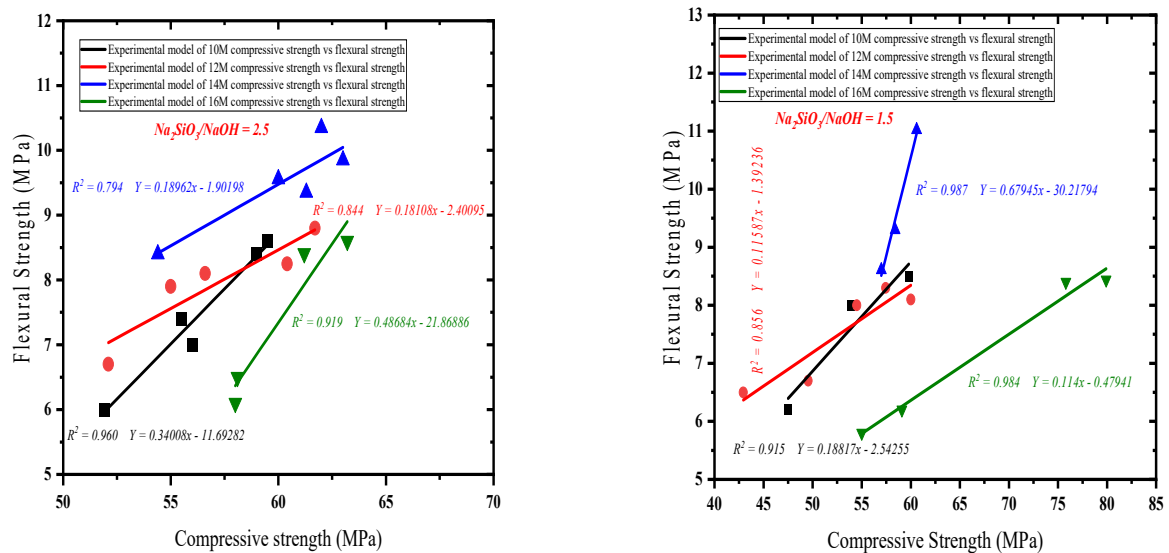 12
11
10
9
8
7
6
5
50
55
60
65
70
Flexural Strength (MPa)
Compressive strength (MPa)
Experimental model of 10M compressive strength vs flexural strength
Experimental model of 12M compressive strength vs flexural strength
Experimental model of 14M compressive strength vs flexural strength
Experimental model of 16M compressive strength vs flexural strength
Na₂SiO₃/NaOH = 2.5
R² = 0.794 Y = 0.18962x - 1.90198
R² = 0.844 Y = 0.18108x - 2.40095
R² = 0.919 Y = 0.48684x - 21.86886
R² = 0.960 Y = 0.34008x - 11.69282
13
12
11
10
9
8
7
6
5
40
45
50
55
60
65
70
75
80
85
Flexural Strength (MPa)
Compressive Strength (MPa)
Experimental model of 10M compressive strength vs flexural strength
Experimental model of 12M compressive strength vs flexural strength
Experimental model of 14M compressive strength vs flexural strength
Experimental model of 16M compressive strength vs flexural strength
Na₂SiO₃/NaOH = 1.5
R² = 0.856 Y = 0.11587x - 1.39236
R² = 0.987 Y = 0.67945x - 30.21794
R² = 0.984 Y = 0.114x - 0.47941
R² = 0.915 Y = 0.18817x - 2.54255